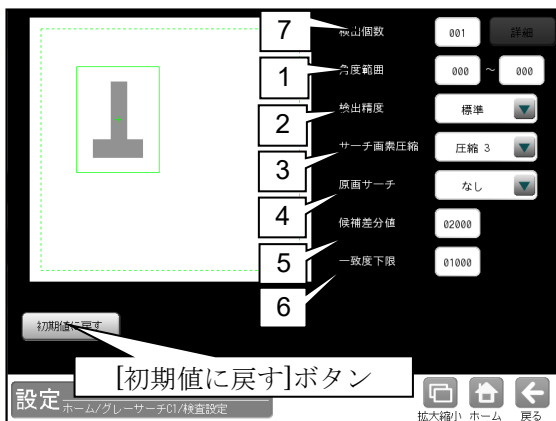 7 検出個数 001 詳細
1 角度範囲 000 ~ 000
2 検出精度 標準
3 サーチ画素圧縮 圧縮 3
4 原画サーチ なし
5 候補差分値 02000
6 一致度下限 01000
初期値に戻す
[初期値に戻す]ボタン
設定 ホーム/グレーサーチC1/検査設定
拡大縮小 ホーム 戻る